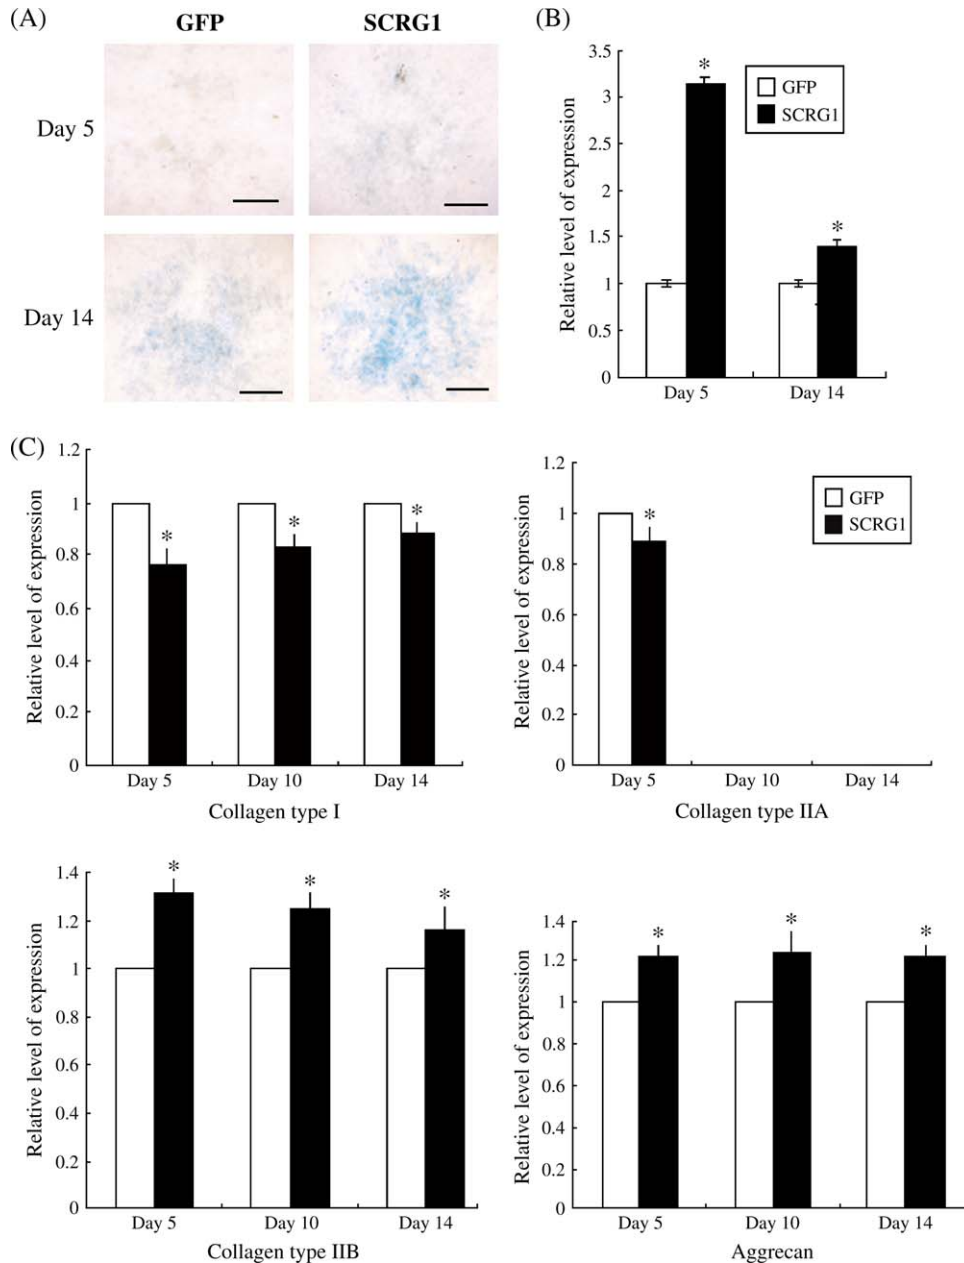 (A)
GFP SCRG1
Day 5
Day 14
(B)
Relative level of expression
3.5
3
2.5
2
1.5
1
0.5
0
* *
GFP
SCRG1
Day 5 Day 14
(C)
Relative level of expression
1.2
1
0.8
0.6
0.4
0.2
0
* * *
Day 5 Day 10 Day 14
Collagen type I
Relative level of expression
1.2
1
0.8
0.6
0.4
0.2
0
*
GFP
SCRG1
Day 5 Day 10 Day 14
Collagen type IIA
Relative level of expression
1.4
1.2
1
0.8
0.6
0.4
0.2
0
* * *
Day 5 Day 10 Day 14
Collagen type IIB
Relative level of expression
1.4
1.2
1
0.8
0.6
0.4
0.2
0
* * *
Day 5 Day 10 Day 14
Aggrecan